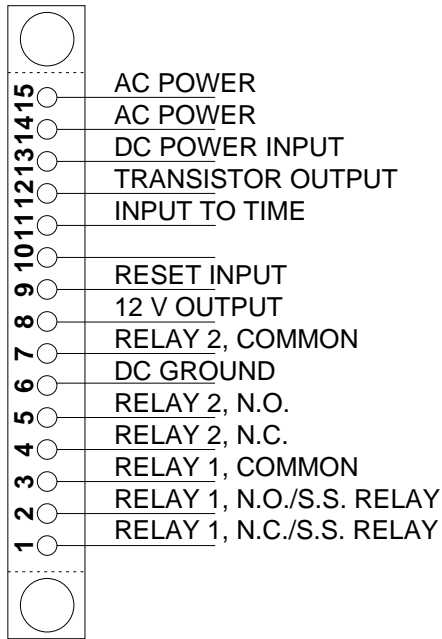 15 AC POWER
14 AC POWER
13 DC POWER INPUT
12 TRANSISTOR OUTPUT
11 INPUT TO TIME
10
9 RESET INPUT
8 12 V OUTPUT
7 RELAY 2, COMMON
6 DC GROUND
5 RELAY 2, N.O.
4 RELAY 2, N.C.
3 RELAY 1, COMMON
2 RELAY 1, N.O./S.S. RELAY
1 RELAY 1, N.C./S.S. RELAY